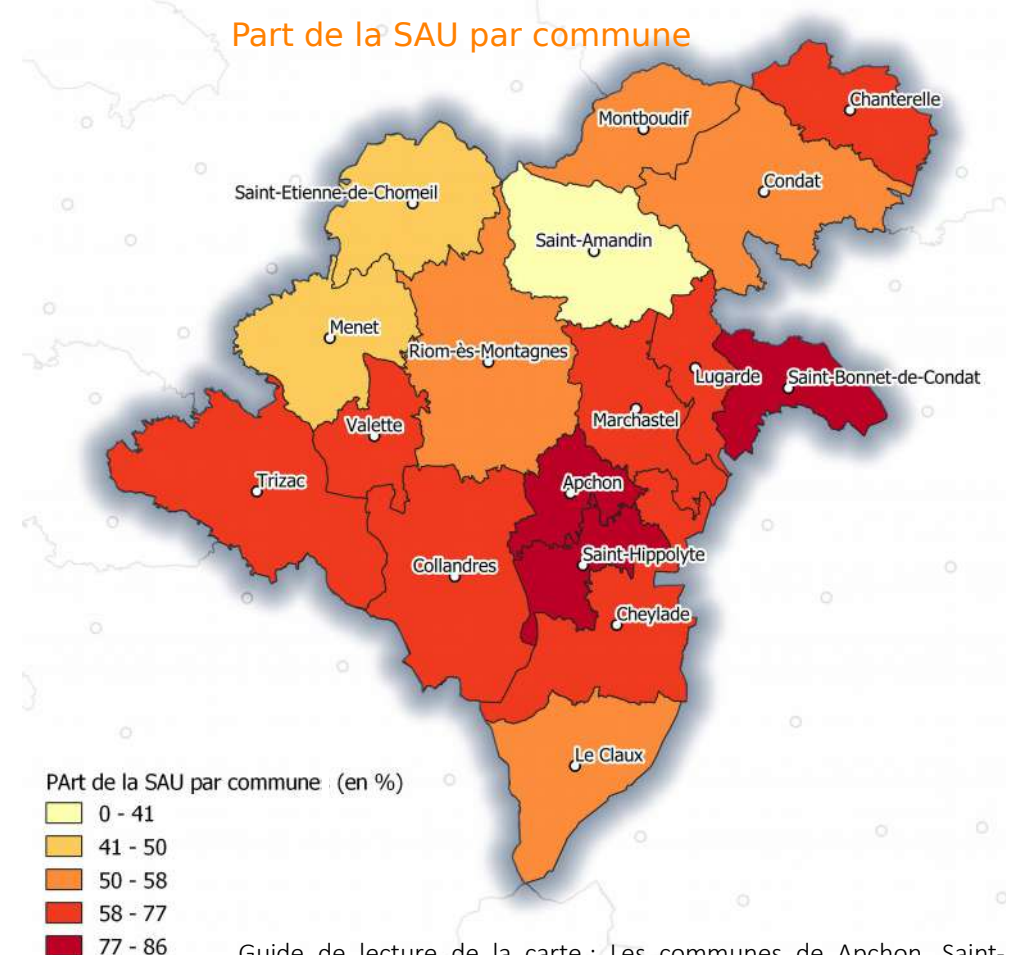 Part de la SAU par commune
Chanterelle
Montboudif
Condat
Saint-Etienne-de-Chomeil
Saint-Amandin
Menet
Riom-ès-Montagnes
Lugarde
Saint-Bonnet-de-Condat
Marchastel
Valette
Trizac
Apchon
Saint-Hippolyte
Collandres
Cheylade
Le Claux
PArt de la SAU par commune (en %)
0 - 41
41 - 50
50 - 58
58 - 77
77 - 86
Guide de lecture de la carte : Les communes de Apchon, Saint-